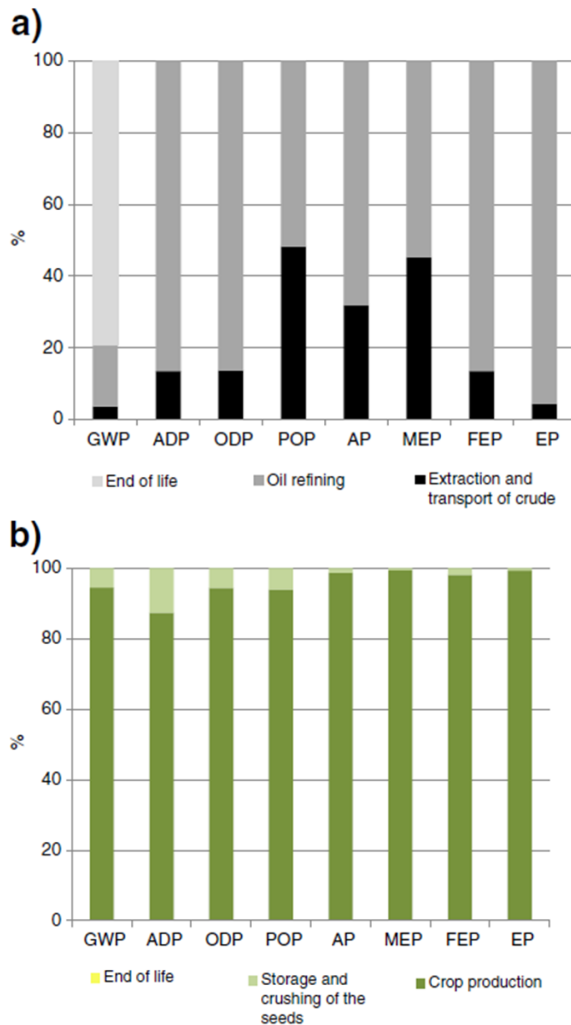 a)
100
80
60
%
40
20
0
GWP ADP ODP POP AP MEP FEP EP
End of life Oil refining Extraction and
transport of crude
b)
100
80
60
%
40
20
0
GWP ADP ODP POP AP MEP FEP EP
End of life Storage and Crop production
crushing of the
seeds